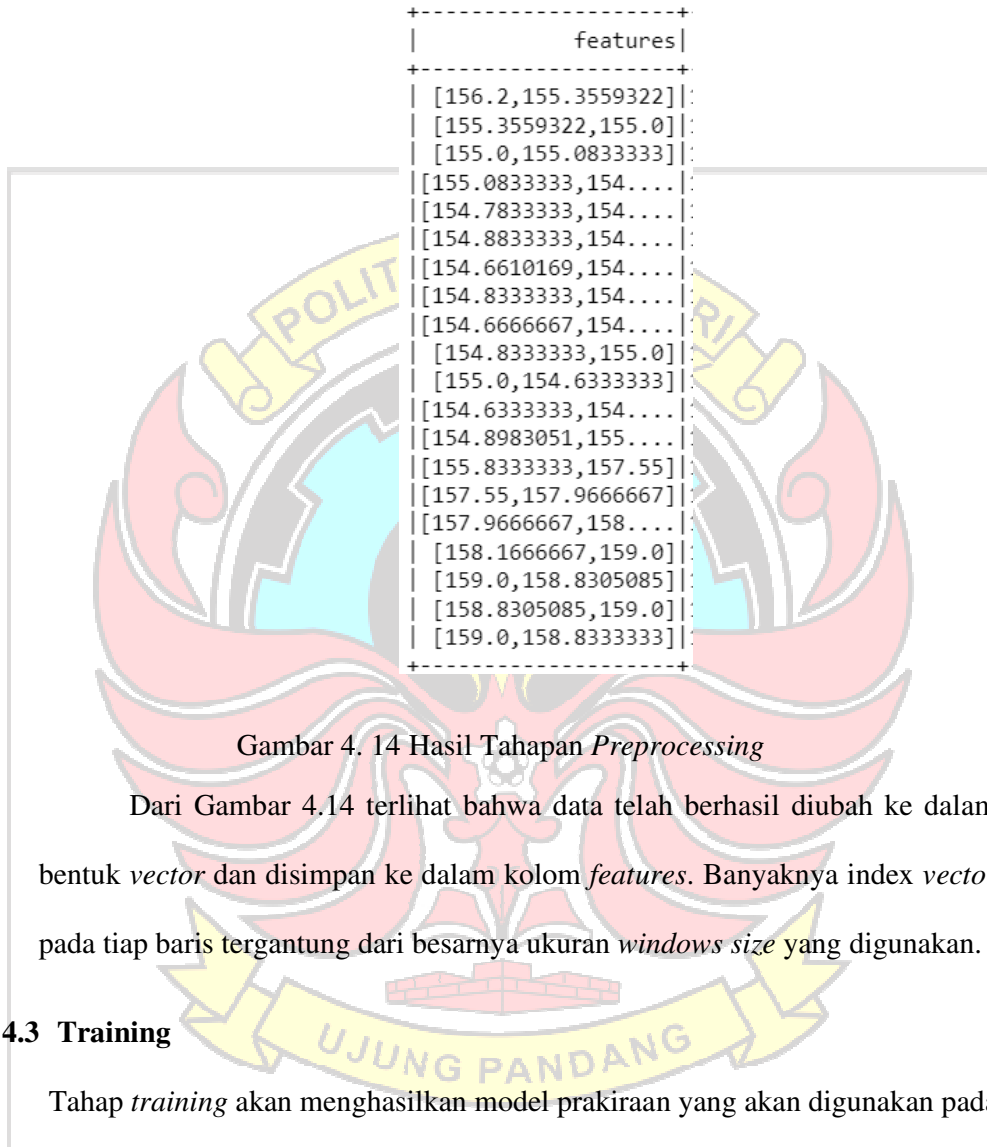 +--------------------+
|            features|
+--------------------+
| [156.2,155.3559322]|
| [155.3559322,155.0]|
| [155.0,155.0833333]|
|[155.0833333,154....|
|[154.7833333,154....|
|[154.8833333,154....|
|[154.6610169,154....|
|[154.8333333,154....|
|[154.6666667,154....|
| [154.8333333,155.0]|
| [155.0,154.6333333]|
|[154.6333333,154....|
|[154.8983051,155....|
|[155.8333333,157.55]|
|[157.55,157.9666667]|
|[157.9666667,158....|
| [158.1666667,159.0]|
| [159.0,158.8305085]|
| [158.8305085,159.0]|
| [159.0,158.8333333]|
+--------------------+
POLIT
RI
Gambar 4. 14 Hasil Tahapan Preprocessing
Dari Gambar 4.14 terlihat bahwa data telah berhasil diubah ke dalam
bentuk vector dan disimpan ke dalam kolom features. Banyaknya index vecto
pada tiap baris tergantung dari besarnya ukuran windows size yang digunakan.
4.3 Training
UJUNG PANDANG
Tahap training akan menghasilkan model prakiraan yang akan digunakan pada